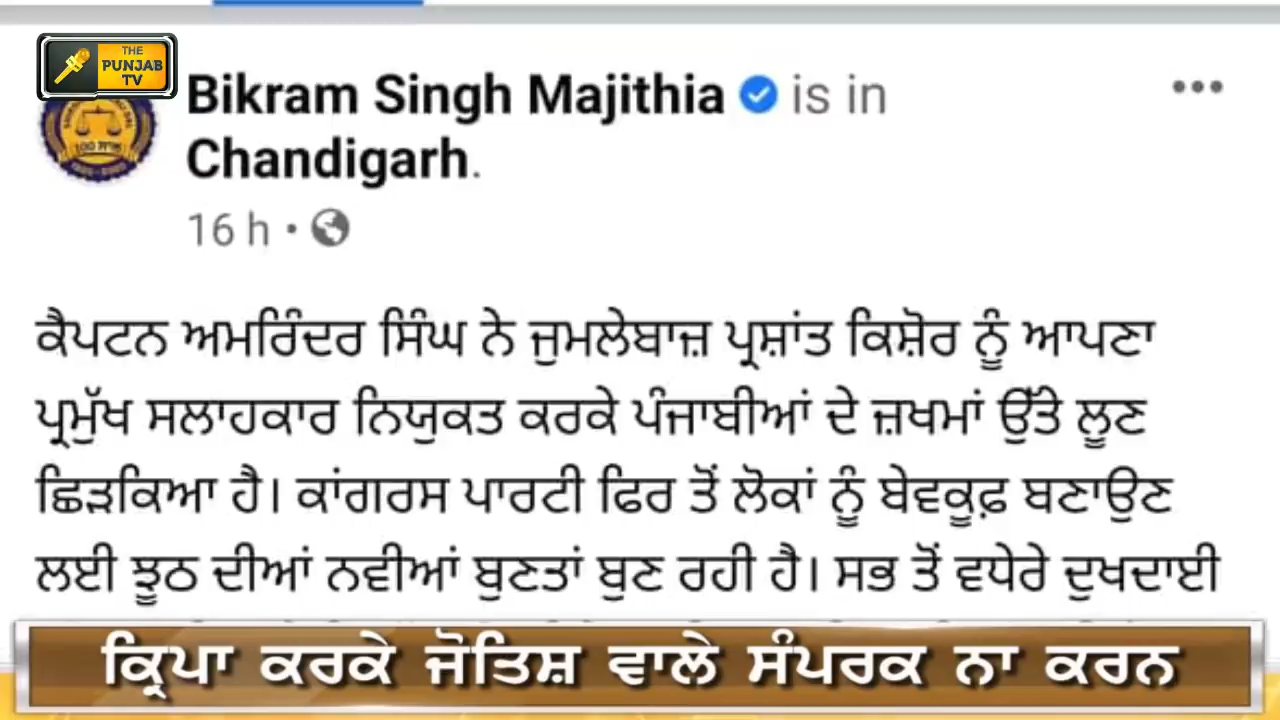 THE
PUNJAB
TV
Bikram Singh Majithia is in
Chandigarh.
16 h •
ਕੈਪਟਨ ਅਮਰਿੰਦਰ ਸਿੰਘ ਨੇ ਜੁਮਲੇਬਾਜ਼ ਪ੍ਰਸ਼ਾਂਤ ਕਿਸ਼ੋਰ ਨੂੰ ਆਪਣਾ
ਪ੍ਰਮੁੱਖ ਸਲਾਹਕਾਰ ਨਿਯੁਕਤ ਕਰਕੇ ਪੰਜਾਬੀਆਂ ਦੇ ਜ਼ਖਮਾਂ ਉੱਤੇ ਲੂਣ
ਛਿੜਕਿਆ ਹੈ। ਕਾਂਗਰਸ ਪਾਰਟੀ ਫਿਰ ਤੋਂ ਲੋਕਾਂ ਨੂੰ ਬੇਵਕੂਫ਼ ਬਣਾਉਣ
ਲਈ ਝੂਠ ਦੀਆਂ ਨਵੀਆਂ ਬੁਣਤਾਂ ਬੁਣ ਰਹੀ ਹੈ। ਸਭ ਤੋਂ ਵਧੇਰੇ ਦੁਖਦਾਈ
ਕ੍ਰਿਪਾ ਕਰਕੇ ਜੋਤਿਸ਼ ਵਾਲੇ ਸੰਪਰਕ ਨਾ ਕਰਨ